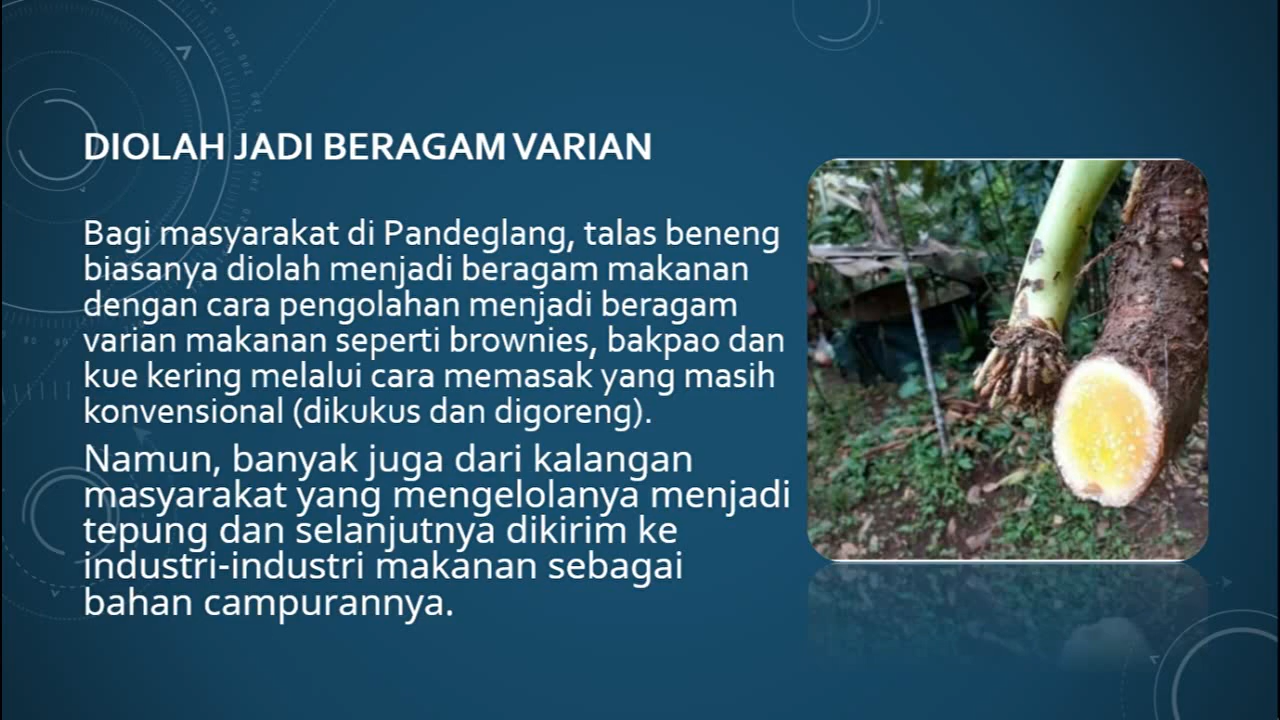 DIOLAH JADI BERAGAM VARIAN
Bagi masyarakat di Pandeglang, talas beneng
biasanya diolah menjadi beragam makanan
dengan cara pengolahan menjadi beragam
varian makanan seperti brownies, bakpao dan
kue kering melalui cara memasak yang masih
konvensional (dikukus dan digoreng).
Namun, banyak juga dari kalangan
masyarakat yang mengelolanya menjadi
tepung dan selanjutnya dikirim ke
industri-industri makanan sebagai
bahan campurannya.